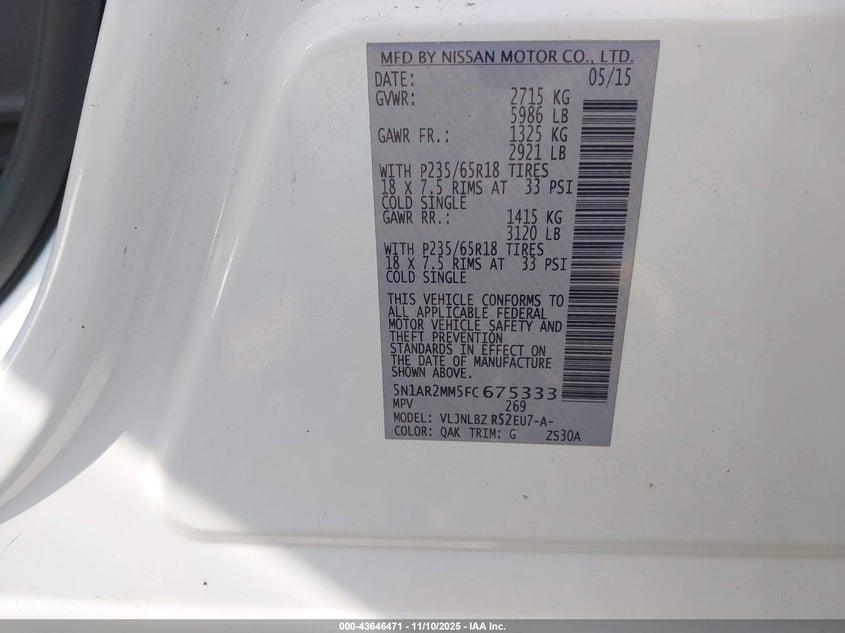 MFD BY NISSAN MOTOR CO., LTD.
DATE: 05/15
GVWR: 2715 KG
5986 LB
GAWR FR.: 1325 KG
2921 LB
WITH P235/65R18 TIRES
18 X 7.5 RIMS AT 33 PSI
COLD SINGLE
GAWR RR.: 1415 KG
3120 LB
WITH P235/65R18 TIRES
18 X 7.5 RIMS AT 33 PSI
COLD SINGLE
THIS VEHICLE CONFORMS TO
ALL APPLICABLE FEDERAL
MOTOR VEHICLE SAFETY AND
THEFT PREVENTION
STANDARDS IN EFFECT ON
THE DATE OF MANUFACTURE
SHOWN ABOVE.
5N1AR2MM5FC675333
MPV 269
MODEL: VLJNLBZ R52EU7-A-
COLOR: QAK TRIM: G ZS30A
000-43646471 - 11/10/2025 - IAA Inc.